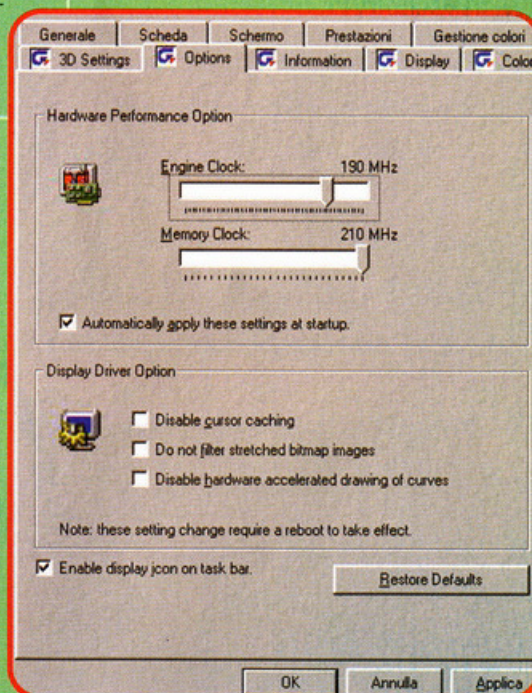 Generale Scheda Schermo Prestazioni Gestione colori
3D Settings Options Information Display Color
Hardware Performance Option
Engine Clock: 190 MHz
Memory Clock: 210 MHz
Automatically apply these settings at startup.
Display Driver Option
Disable cursor caching
Do not filter stretched bitmap images
Disable hardware accelerated drawing of curves
Note: these setting change require a reboot to take effect.
Enable display icon on task bar.
Restore Defaults
OK Annulla Applica